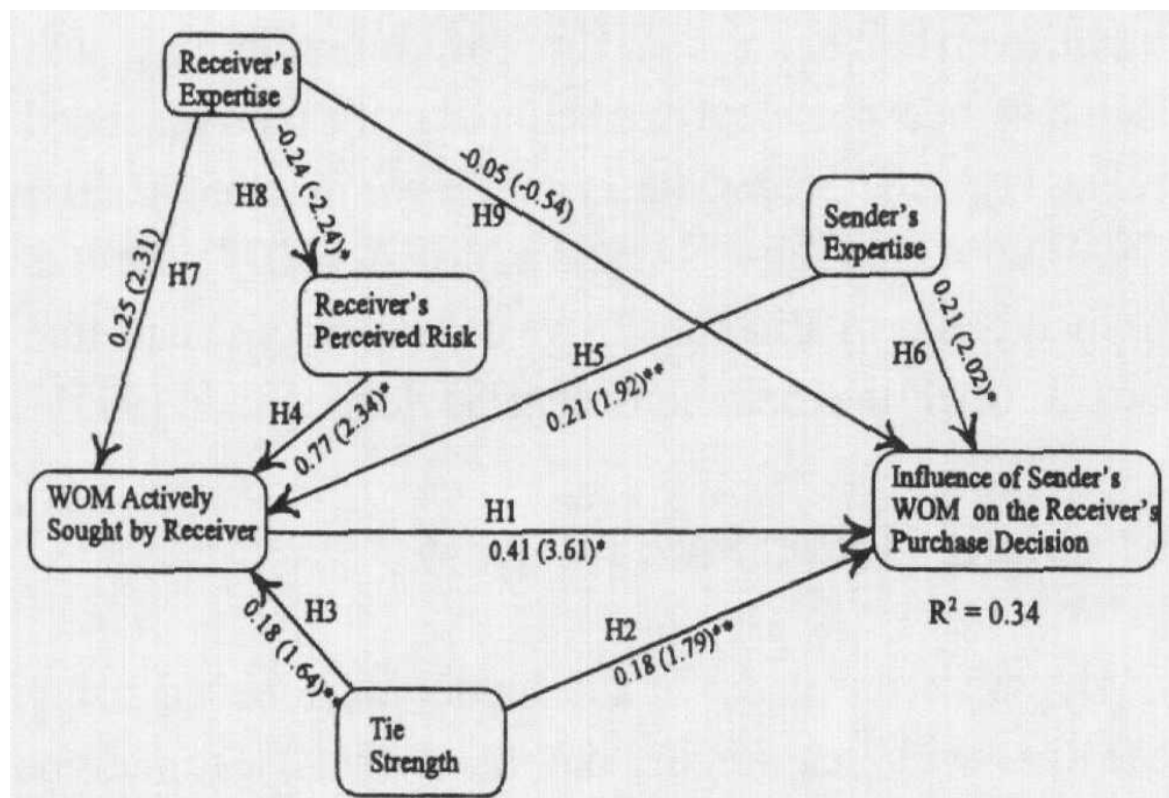 Receiver's
Expertise
-0.24 (-2.24)*
H8
-0.05 (-0.54)
H9
Sender's
Expertise
0.25 (2.31)
H7
Receiver's
Perceived Risk
H5
0.21 (1.92)**
0.21 (2.02)*
H6
H4
0.77 (2.34)*
WOM Actively
Sought by Receiver
H1
0.41 (3.61)*
Influence of Sender's
WOM on the Receiver's
Purchase Decision
R² = 0.34
H3
0.18 (1.64)**
H2
0.18 (1.79)**
Tie
Strength